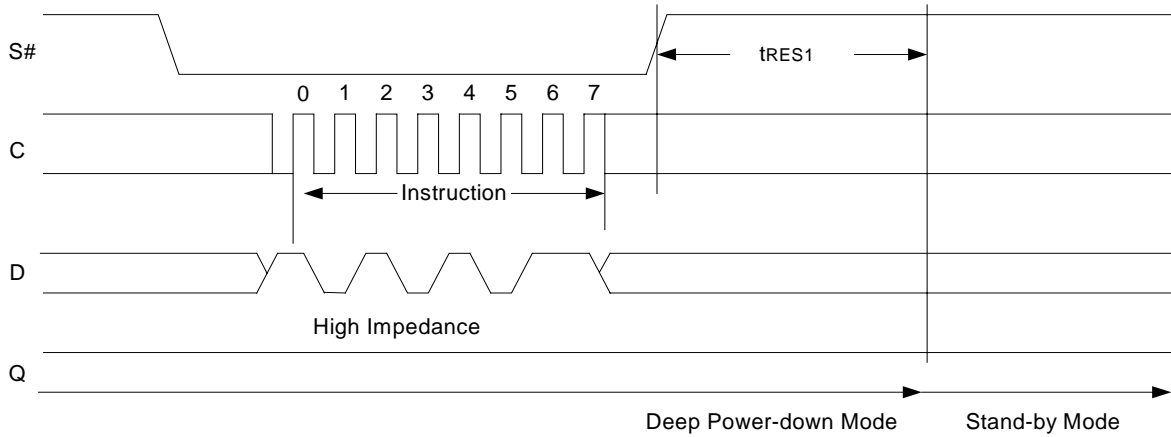 S#
tRES1
0 1 2 3 4 5 6 7
C
Instruction
D
High Impedance
Q
Deep Power-down Mode Stand-by Mode